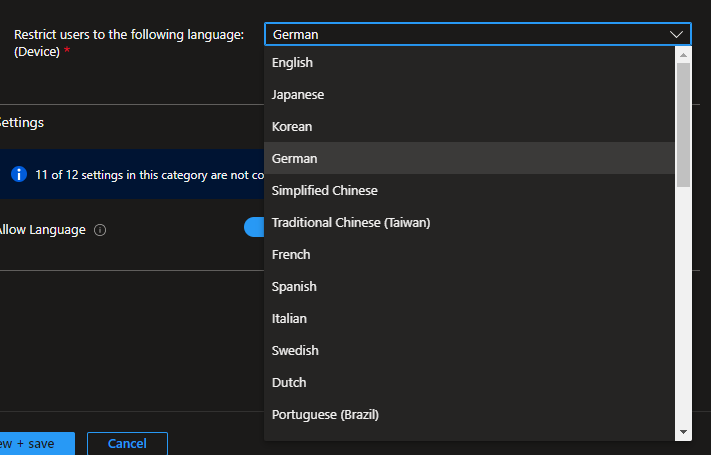 Restrict users to the following language:
(Device) *
German
English
Japanese
Korean
German
Simplified Chinese
Traditional Chinese (Taiwan)
French
Spanish
Italian
Swedish
Dutch
Portuguese (Brazil)
ettings
11 of 12 settings in this category are not co
llow Language
ew + save
Cancel